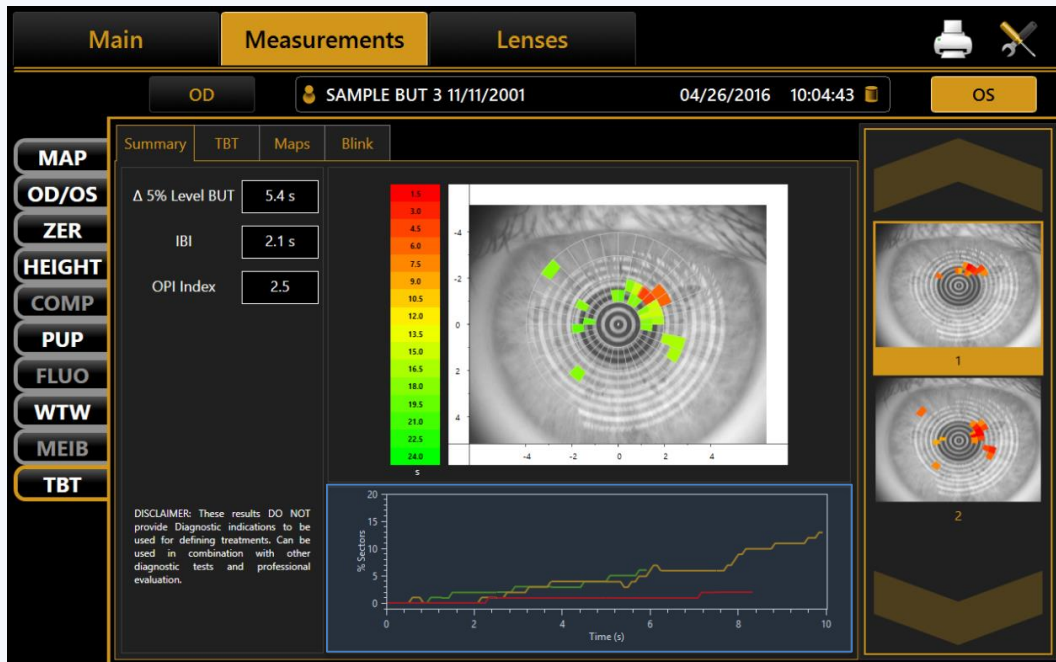 Main Measurements Lenses
OD SAMPLE BUT 3 11/11/2001 04/26/2016 10:04:43 OS
MAP
OD/OS
ZER
HEIGHT
COMP
PUP
FLUO
WTW
MEIB
TBT
Summary TBT Maps Blink
Δ 5% Level BUT 5.4 s
IBI 2.1 s
OPI Index 2.5
DISCLAIMER: These results DO NOT
provide Diagnostic indications to be
used for defining treatments. Can be
used in combination with other
diagnostic tests and professional
evaluation.
1.5
3.0
4.5
6.0
7.5
9.0
10.5
12.0
13.5
15.0
16.5
18.0
19.5
21.0
22.5
24.0
s
-4
-2
0
2
4
-4 -2 0 2 4
20
15
10
5
0
% Sectors
0 2 4 6 8 10
Time (s)
1
2